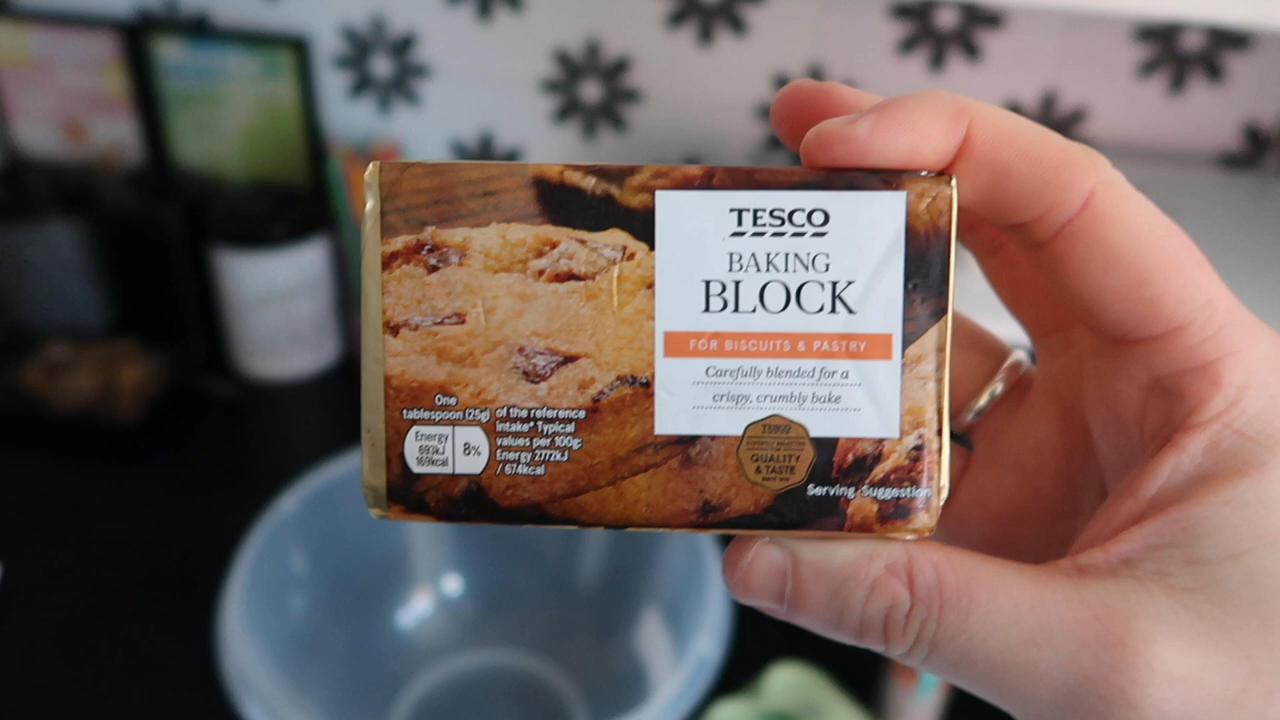 TESCO
BAKING
BLOCK
FOR BISCUITS & PASTRY
Carefully blended for a
crispy, crumbly bake
One
tablespoon (25g)
Energy
693kJ
169kcal
8%
of the reference
intake* Typical
values per 100g:
Energy 2772kJ
/ 674kcal
TESCO
QUALITY
& TASTE
Serving Suggestion